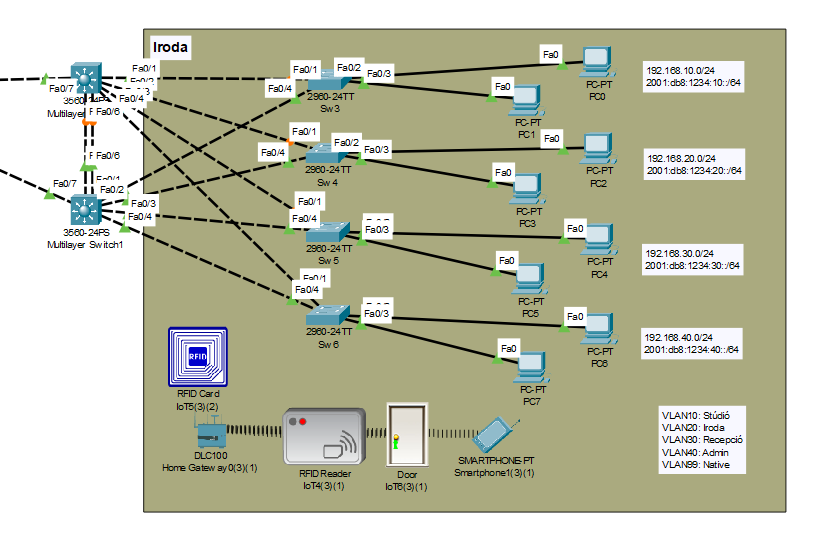 Iroda
Fa0/1
Fa0/7
3560-24PS
Multilayer
Fa0/4
Fa0/6
Fa0/6
Fa0/7
Fa0/2
Fa0/3
Fa0/4
3560-24PS
Multilayer Switch1
Fa0/1
Fa0/2
Fa0/3
Fa0/4
2960-24TT
Sw3
Fa0/1
Fa0/2
Fa0/3
Fa0/4
2960-24TT
Sw4
Fa0/1
Fa0/4
Fa0/3
2960-24TT
Sw5
Fa0/1
Fa0/4
Fa0/3
2960-24TT
Sw6
Fa0
PC-PT
PC0
Fa0
PC-PT
PC1
Fa0
PC-PT
PC2
Fa0
PC-PT
PC3
Fa0
PC-PT
PC4
Fa0
PC-PT
PC5
Fa0
PC-PT
PC6
Fa0
PC-PT
PC7
192.168.10.0/24
2001:db8:1234:10::/64
192.168.20.0/24
2001:db8:1234:20::/64
192.168.30.0/24
2001:db8:1234:30::/64
192.168.40.0/24
2001:db8:1234:40::/64
RFID
RFID Card
IoT5(3)(2)
DLC100
Home Gateway0(3)(1)
RFID Reader
IoT4(3)(1)
Door
IoT6(3)(1)
SMARTPHONE-PT
Smartphone1(3)(1)
VLAN10: Stúdió
VLAN20: Iroda
VLAN30: Recepció
VLAN40: Admin
VLAN99: Native